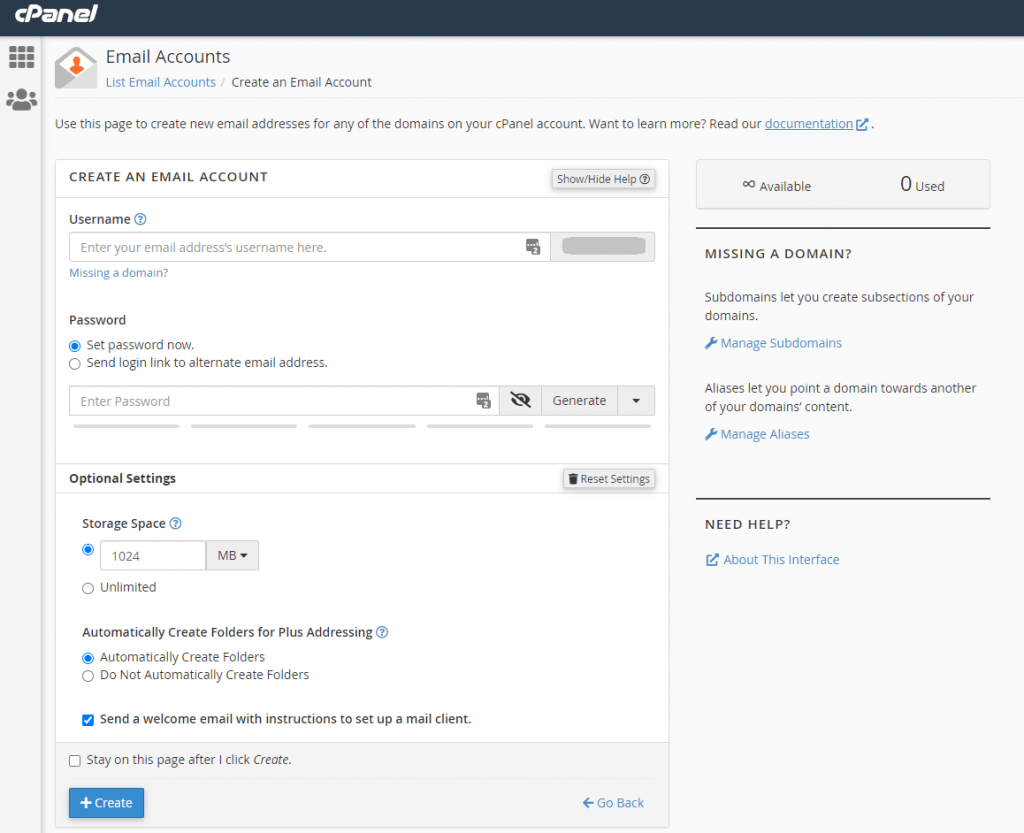 cPanel
Email Accounts
List Email Accounts / Create an Email Account
Use this page to create new email addresses for any of the domains on your cPanel account. Want to learn more? Read our documentation .
CREATE AN EMAIL ACCOUNT
Show/Hide Help
Username
Enter your email address's username here.
Missing a domain?
Password
Set password now.
Send login link to alternate email address.
Enter Password
Generate
Optional Settings
Reset Settings
Storage Space
1024 MB
Unlimited
Automatically Create Folders for Plus Addressing
Automatically Create Folders
Do Not Automatically Create Folders
Send a welcome email with instructions to set up a mail client.
Stay on this page after I click Create.
+ Create
Go Back
∞ Available
0 Used
MISSING A DOMAIN?
Subdomains let you create subsections of your
domains.
Manage Subdomains
Aliases let you point a domain towards another
of your domains' content.
Manage Aliases
NEED HELP?
About This Interface